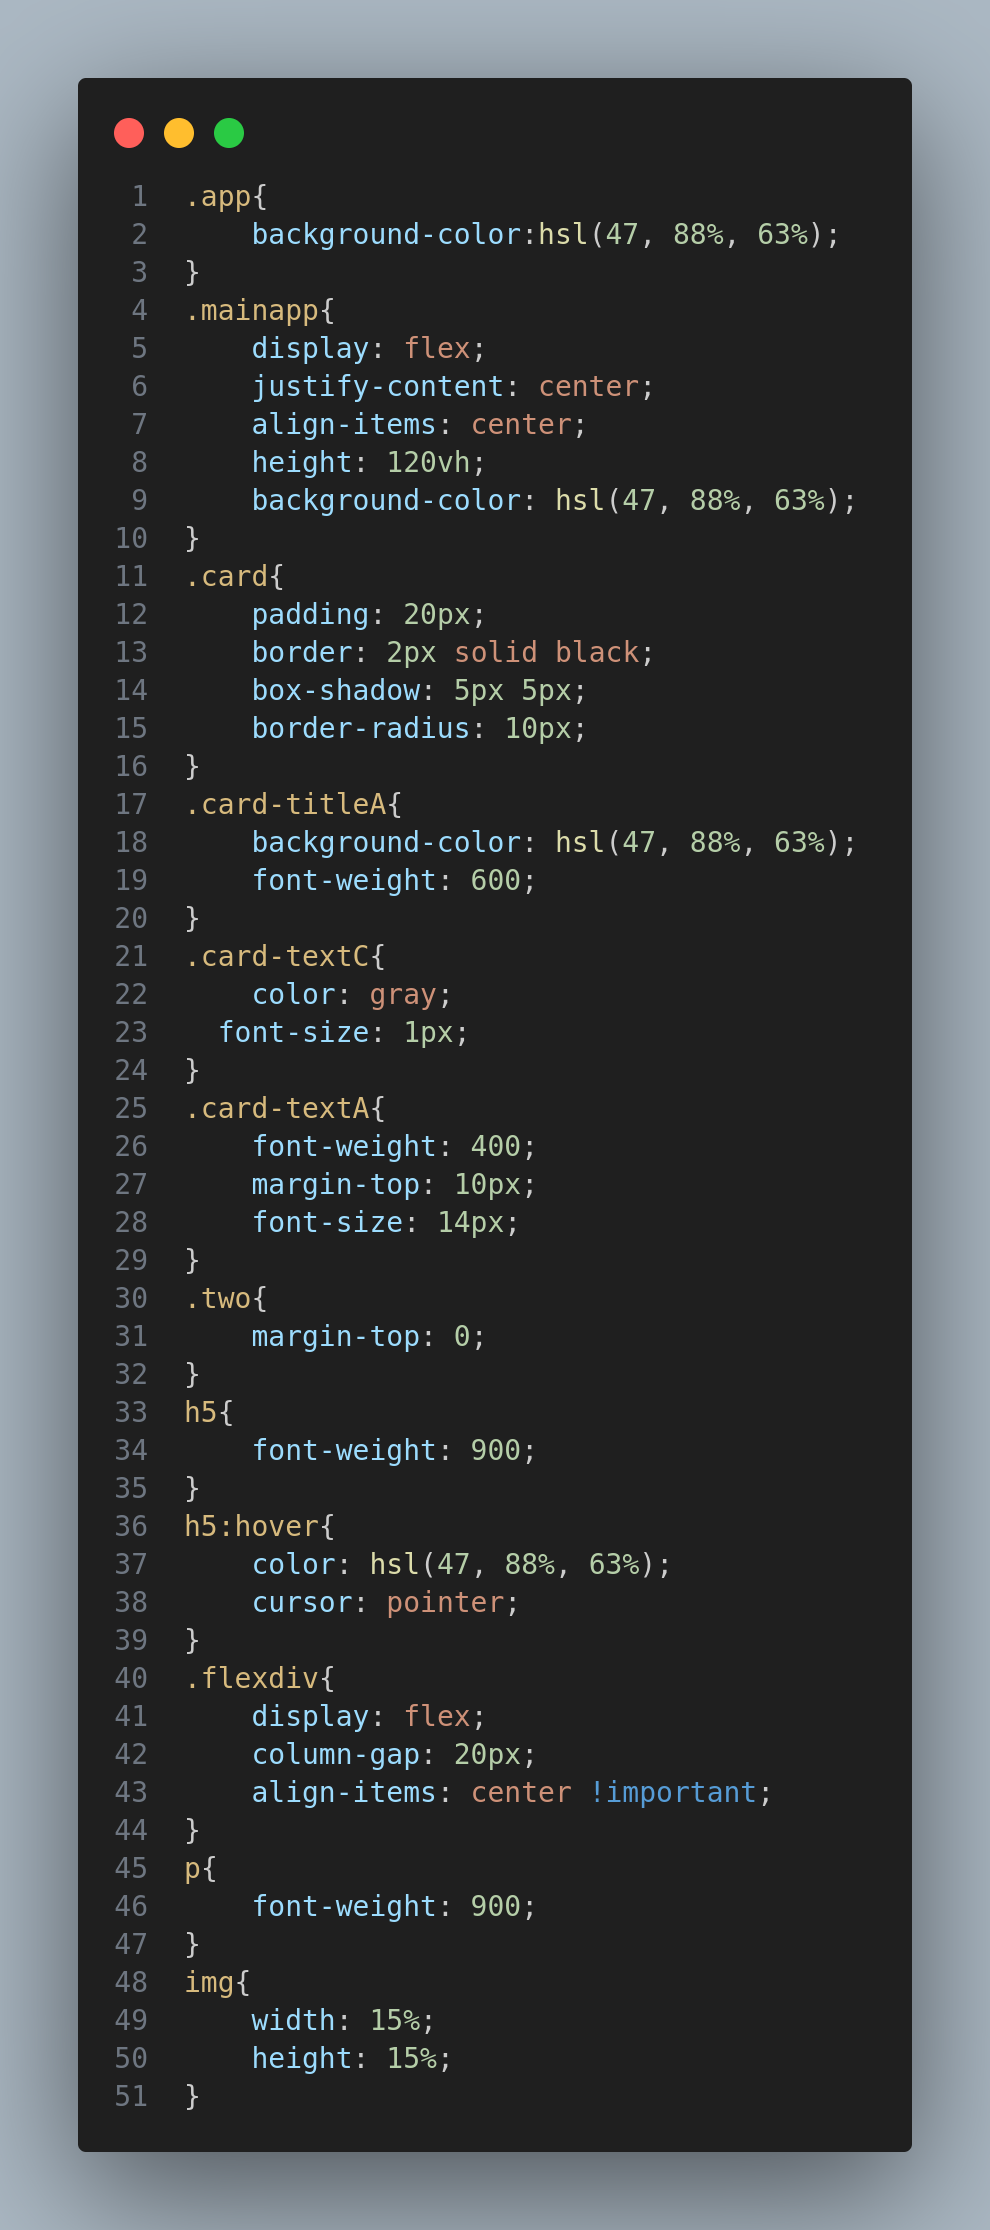 1 .app{
2     background-color:hsl(47, 88%, 63%);
3 }
4 .mainapp{
5     display: flex;
6     justify-content: center;
7     align-items: center;
8     height: 120vh;
9     background-color: hsl(47, 88%, 63%);
10 }
11 .card{
12     padding: 20px;
13     border: 2px solid black;
14     box-shadow: 5px 5px;
15     border-radius: 10px;
16 }
17 .card-titleA{
18     background-color: hsl(47, 88%, 63%);
19     font-weight: 600;
20 }
21 .card-textC{
22     color: gray;
23   font-size: 1px;
24 }
25 .card-textA{
26     font-weight: 400;
27     margin-top: 10px;
28     font-size: 14px;
29 }
30 .two{
31     margin-top: 0;
32 }
33 h5{
34     font-weight: 900;
35 }
36 h5:hover{
37     color: hsl(47, 88%, 63%);
38     cursor: pointer;
39 }
40 .flexdiv{
41     display: flex;
42     column-gap: 20px;
43     align-items: center !important;
44 }
45 p{
46     font-weight: 900;
47 }
48 img{
49     width: 15%;
50     height: 15%;
51 }